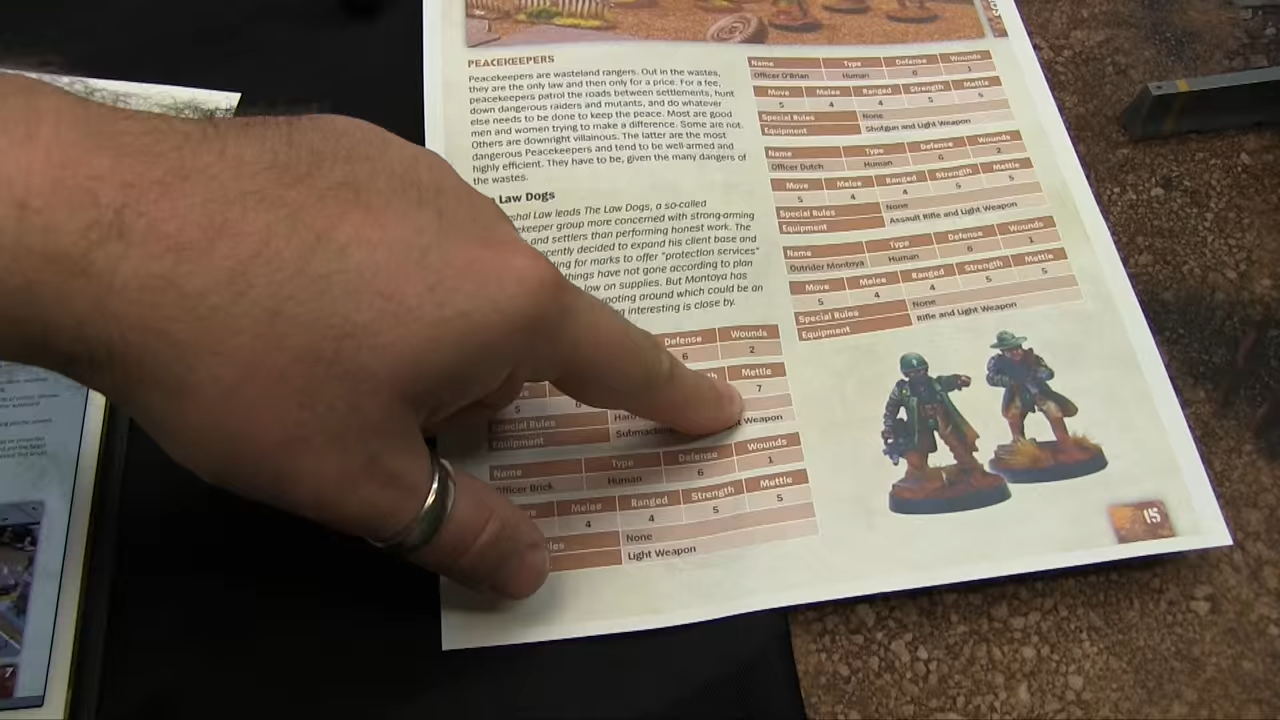 PEACEKEEPERS
Peacekeepers are wasteland rangers. Out in the wastes,
they are the only law and then only for a price. For a fee,
peacekeepers patrol the roads between settlements, hunt
down dangerous raiders and mutants, and do whatever
else needs to be done to keep the peace. Most are good
men and women trying to make a difference. Some are not.
Others are downright villainous. The latter are the most
dangerous Peacekeepers and tend to be well-armed and
highly efficient. They have to be, given the many dangers of
the wastes.
Law Dogs
Law leads The Law Dogs, a so-called
group more concerned with strong-arming
and settlers than performing honest work. The
decided to expand his client base and
for marks to offer "protection services"
things have not gone according to plan
low on supplies. But Montoya has
around which could be an
interesting is close by.
Defense Wounds
6 2
Mettle
5 7
Special Rules
Equipment Weapon
Name Type Defense Wounds
Officer Brick Human 6 1
Melee Ranged Strength Mettle
4 4 5 5
None
Light Weapon
Name Type Defense Wounds
Officer O'Brian Human 6 1
Move Melee Ranged Strength Mettle
5 4 4 5 5
Special Rules None
Equipment Shotgun and Light Weapon
Name Type Defense Wounds
Officer Dutch Human 6 2
Move Melee Ranged Strength Mettle
5 4 4 5 5
Special Rules None
Equipment Assault Rifle and Light Weapon
Name Type Defense Wounds
Outrider Montoya Human 6 1
Move Melee Ranged Strength Mettle
5 4 4 5 5
Special Rules None
Equipment Rifle and Light Weapon
15